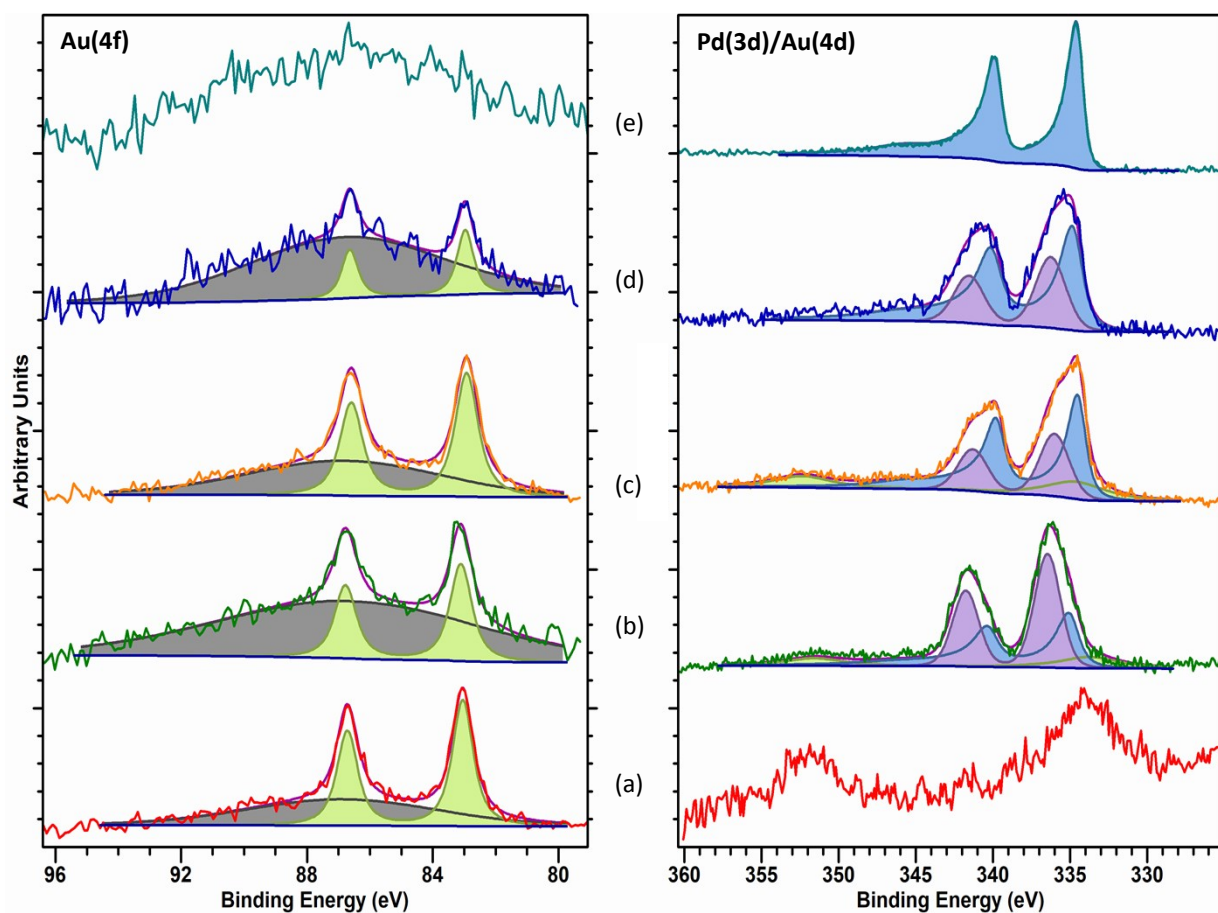 Au(4f)
Pd(3d)/Au(4d)
(e)
(d)
(c)
(b)
(a)
Arbitrary Units
96 92 88 84 80
Binding Energy (eV)
360 355 350 345 340 335 330
Binding Energy (eV)